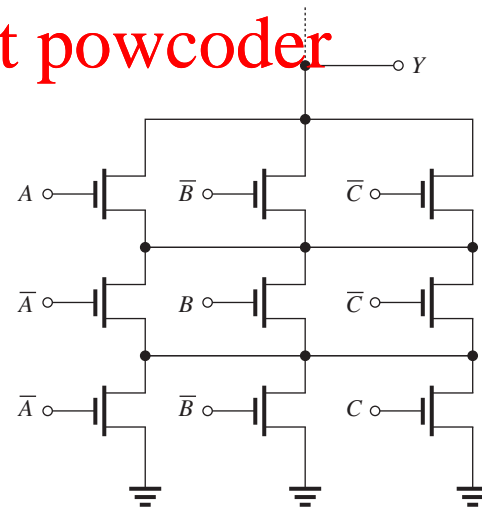 t powcoder
Y
A B̅ C̅
A̅ B C̅
A̅ B̅ C